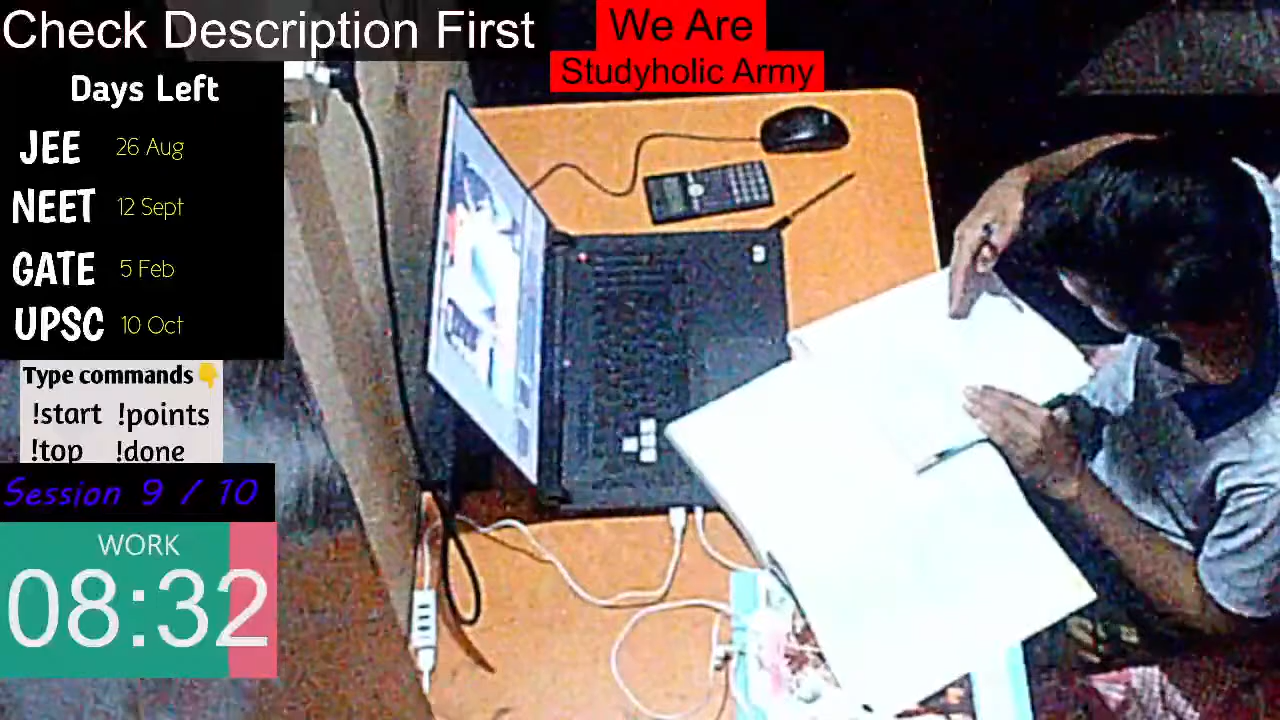 Check Description First
We Are
Studyholic Army
Days Left
JEE 26 Aug
NEET 12 Sept
GATE 5 Feb
UPSC 10 Oct
Type commands👇
!start !points
!top !done
Session 9 / 10
WORK
08:32